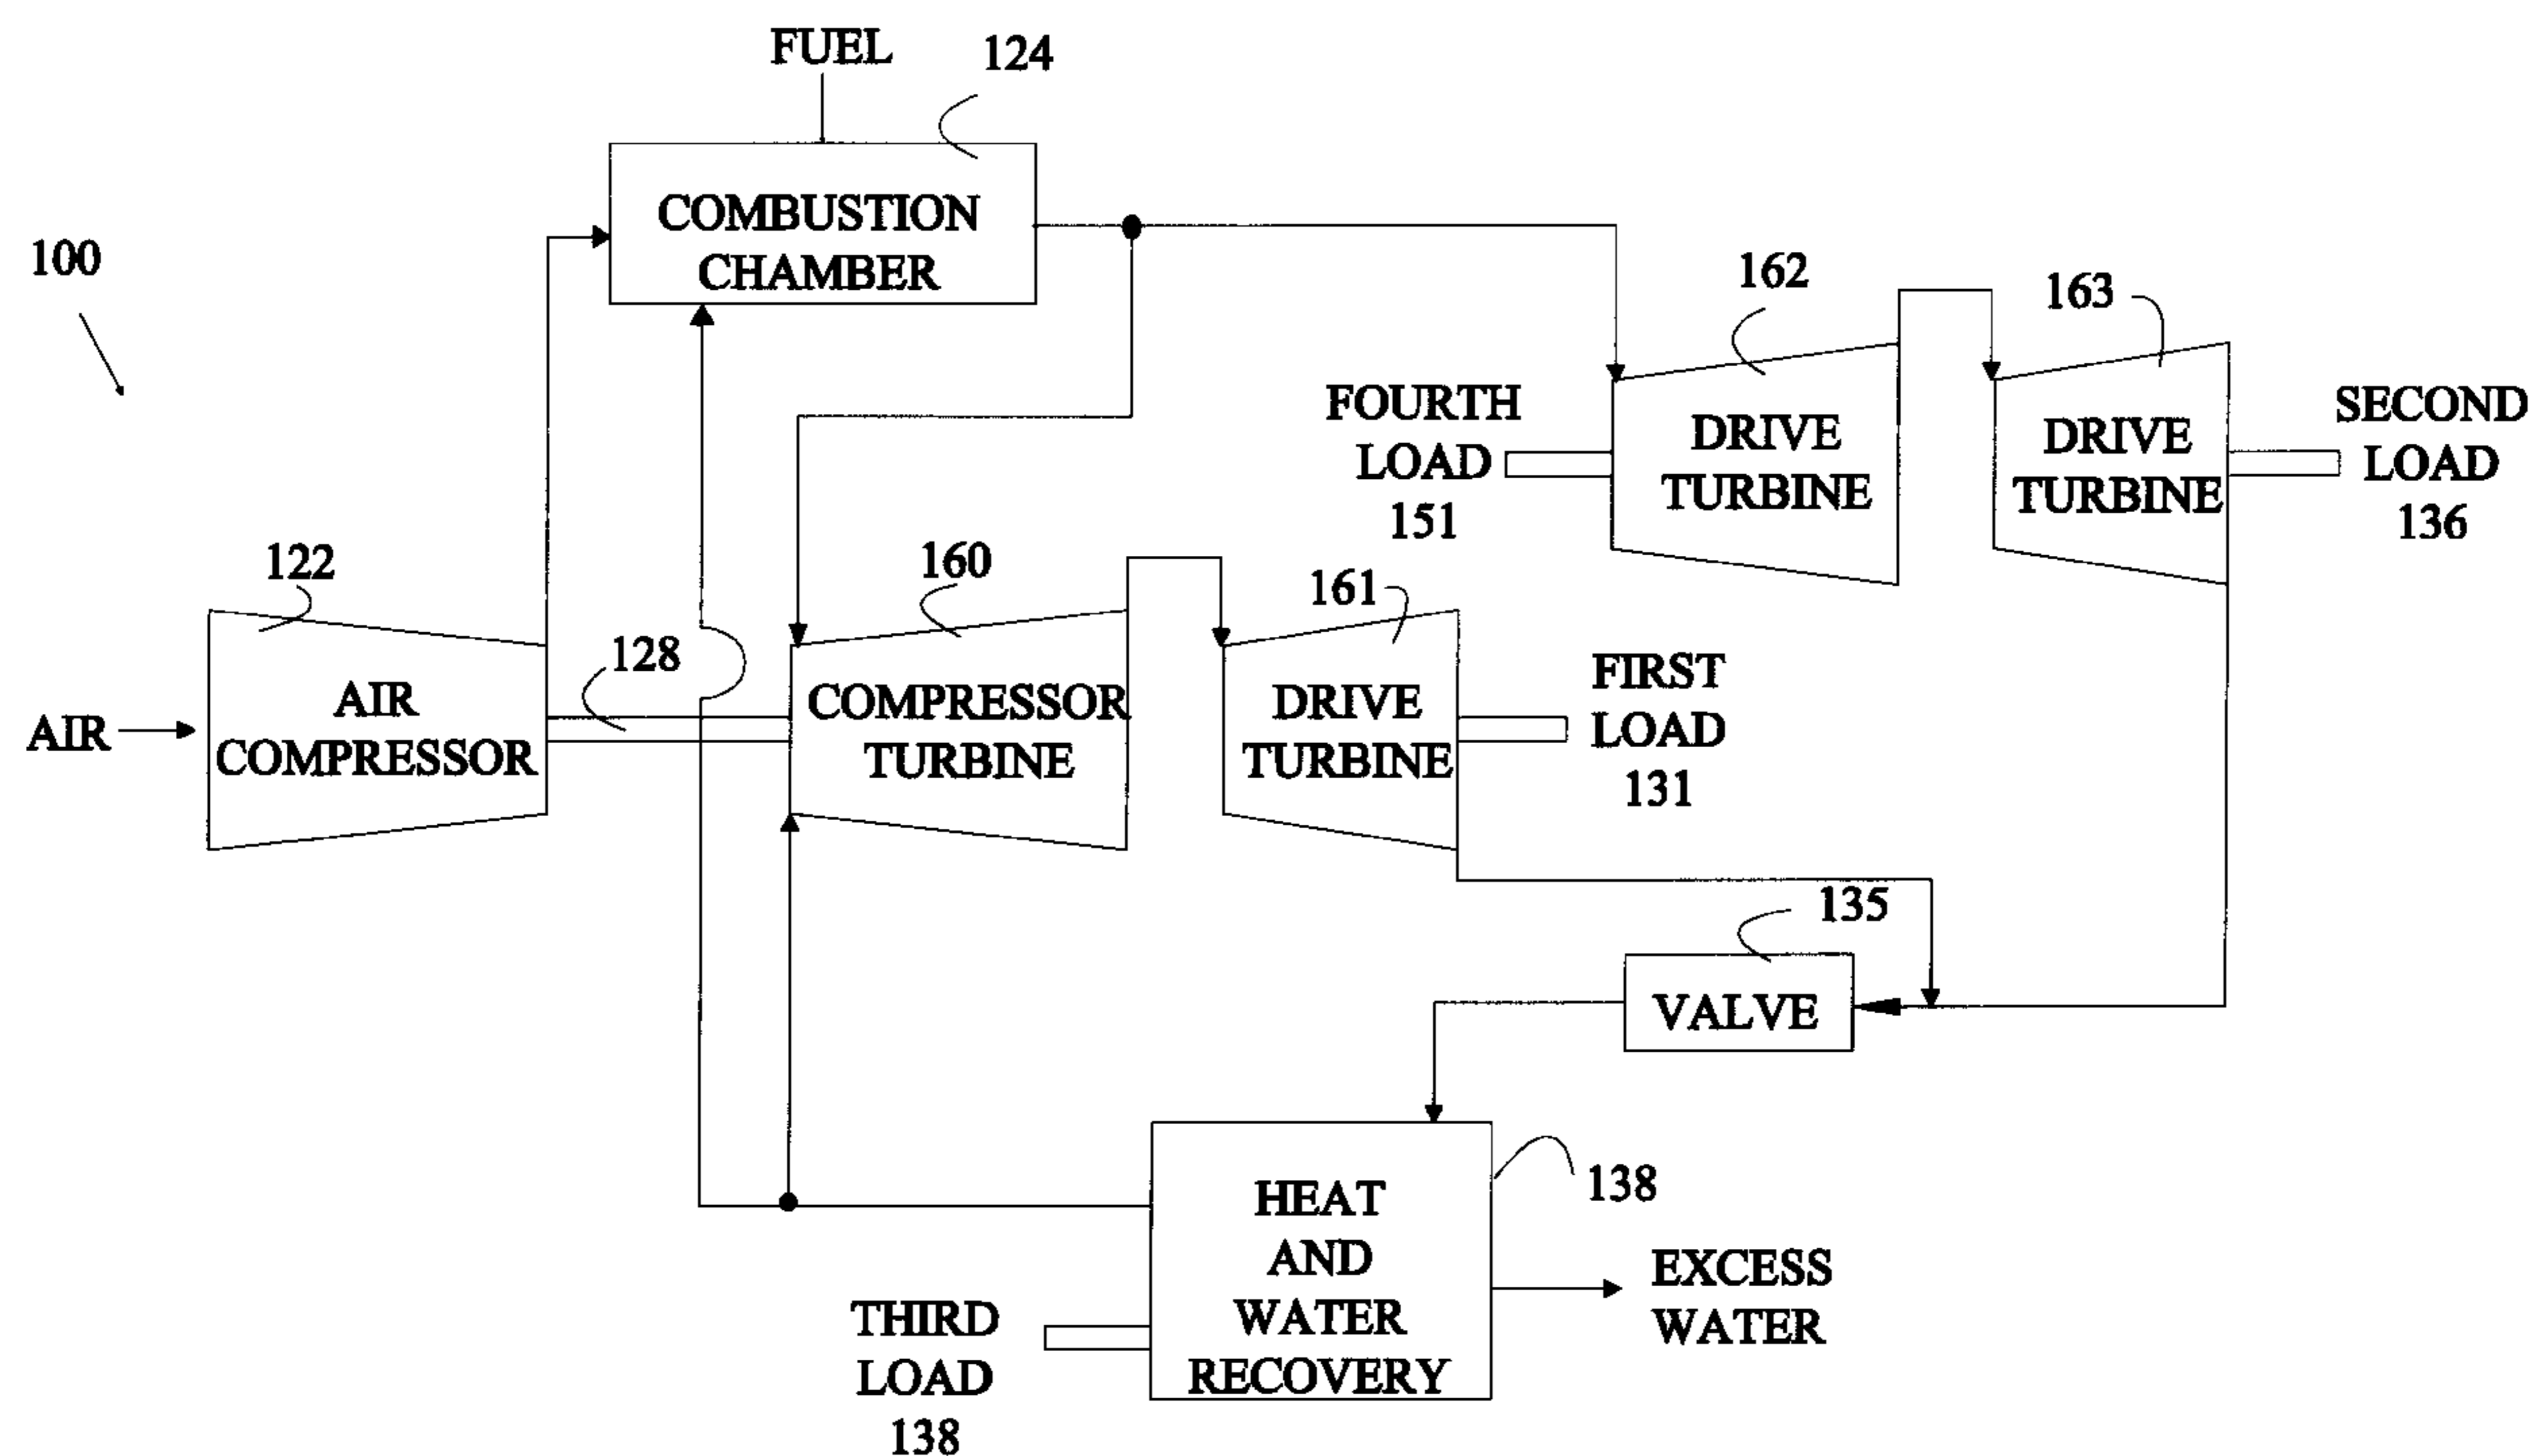 FUEL
124
COMBUSTION
CHAMBER
100
162
163
FOURTH
LOAD
151
DRIVE
TURBINE
DRIVE
TURBINE
SECOND
LOAD
136
122
160
161
128
AIR
AIR
COMPRESSOR
COMPRESSOR
TURBINE
DRIVE
TURBINE
FIRST
LOAD
131
135
VALVE
138
HEAT
AND
WATER
RECOVERY
EXCESS
WATER
THIRD
LOAD
138